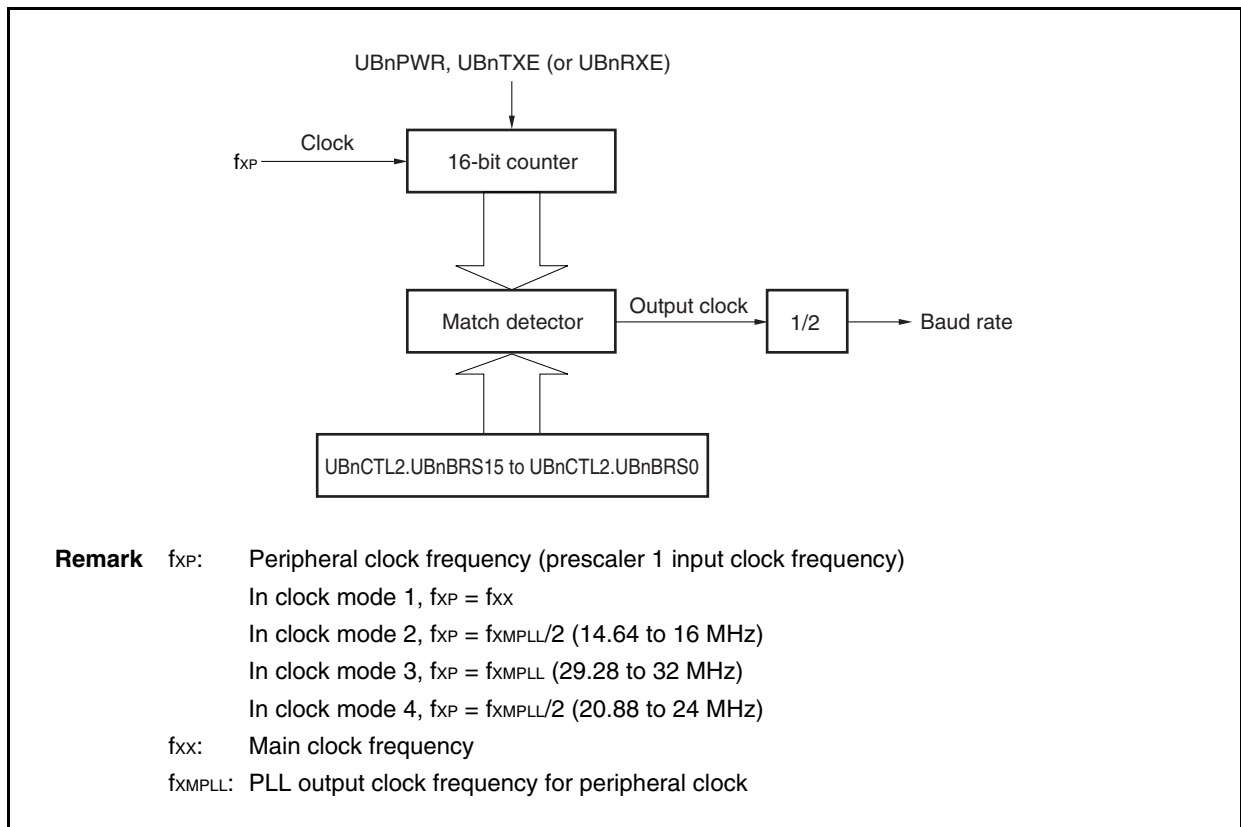 UBnPWR, UBnTXE (or UBnRXE)
Clock
fXP
16-bit counter
Match detector
Output clock
1/2
Baud rate
UBnCTL2.UBnBRS15 to UBnCTL2.UBnBRS0
Remark fXP: Peripheral clock frequency (prescaler 1 input clock frequency)
In clock mode 1, fXP = fXX
In clock mode 2, fXP = fXMPLL/2 (14.64 to 16 MHz)
In clock mode 3, fXP = fXMPLL (29.28 to 32 MHz)
In clock mode 4, fXP = fXMPLL/2 (20.88 to 24 MHz)
fXX: Main clock frequency
fXMPLL: PLL output clock frequency for peripheral clock